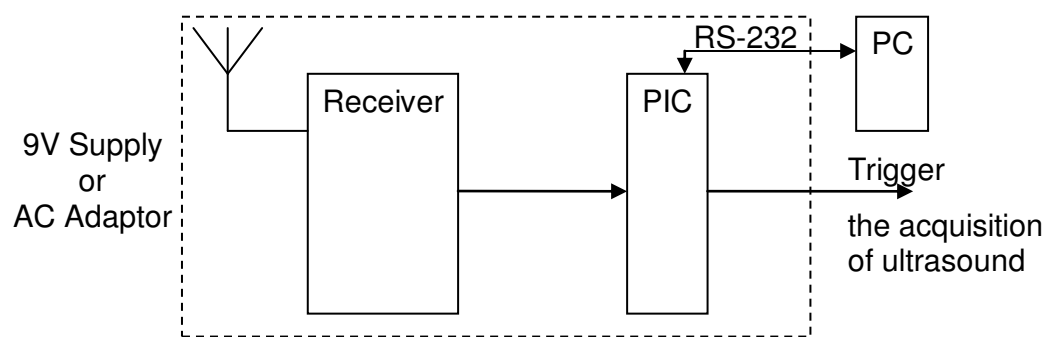 9V Supply
or
AC Adaptor
Receiver
PIC
RS-232
PC
Trigger
the acquisition
of ultrasound